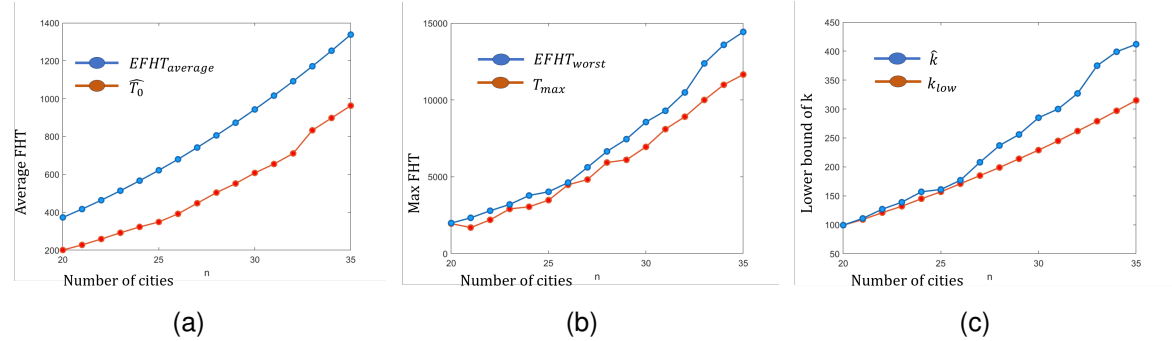 1400
1200
1000
800
600
400
200
Average FHT
EFHT_average
T̂₀
20 25 30 35
n
Number of cities
(a)
15000
10000
5000
0
Max FHT
EFHT_worst
T_max
20 25 30 35
n
Number of cities
(b)
450
400
350
300
250
200
150
100
50
Lower bound of k
k̂
k_low
20 25 30 35
n
Number of cities
(c)